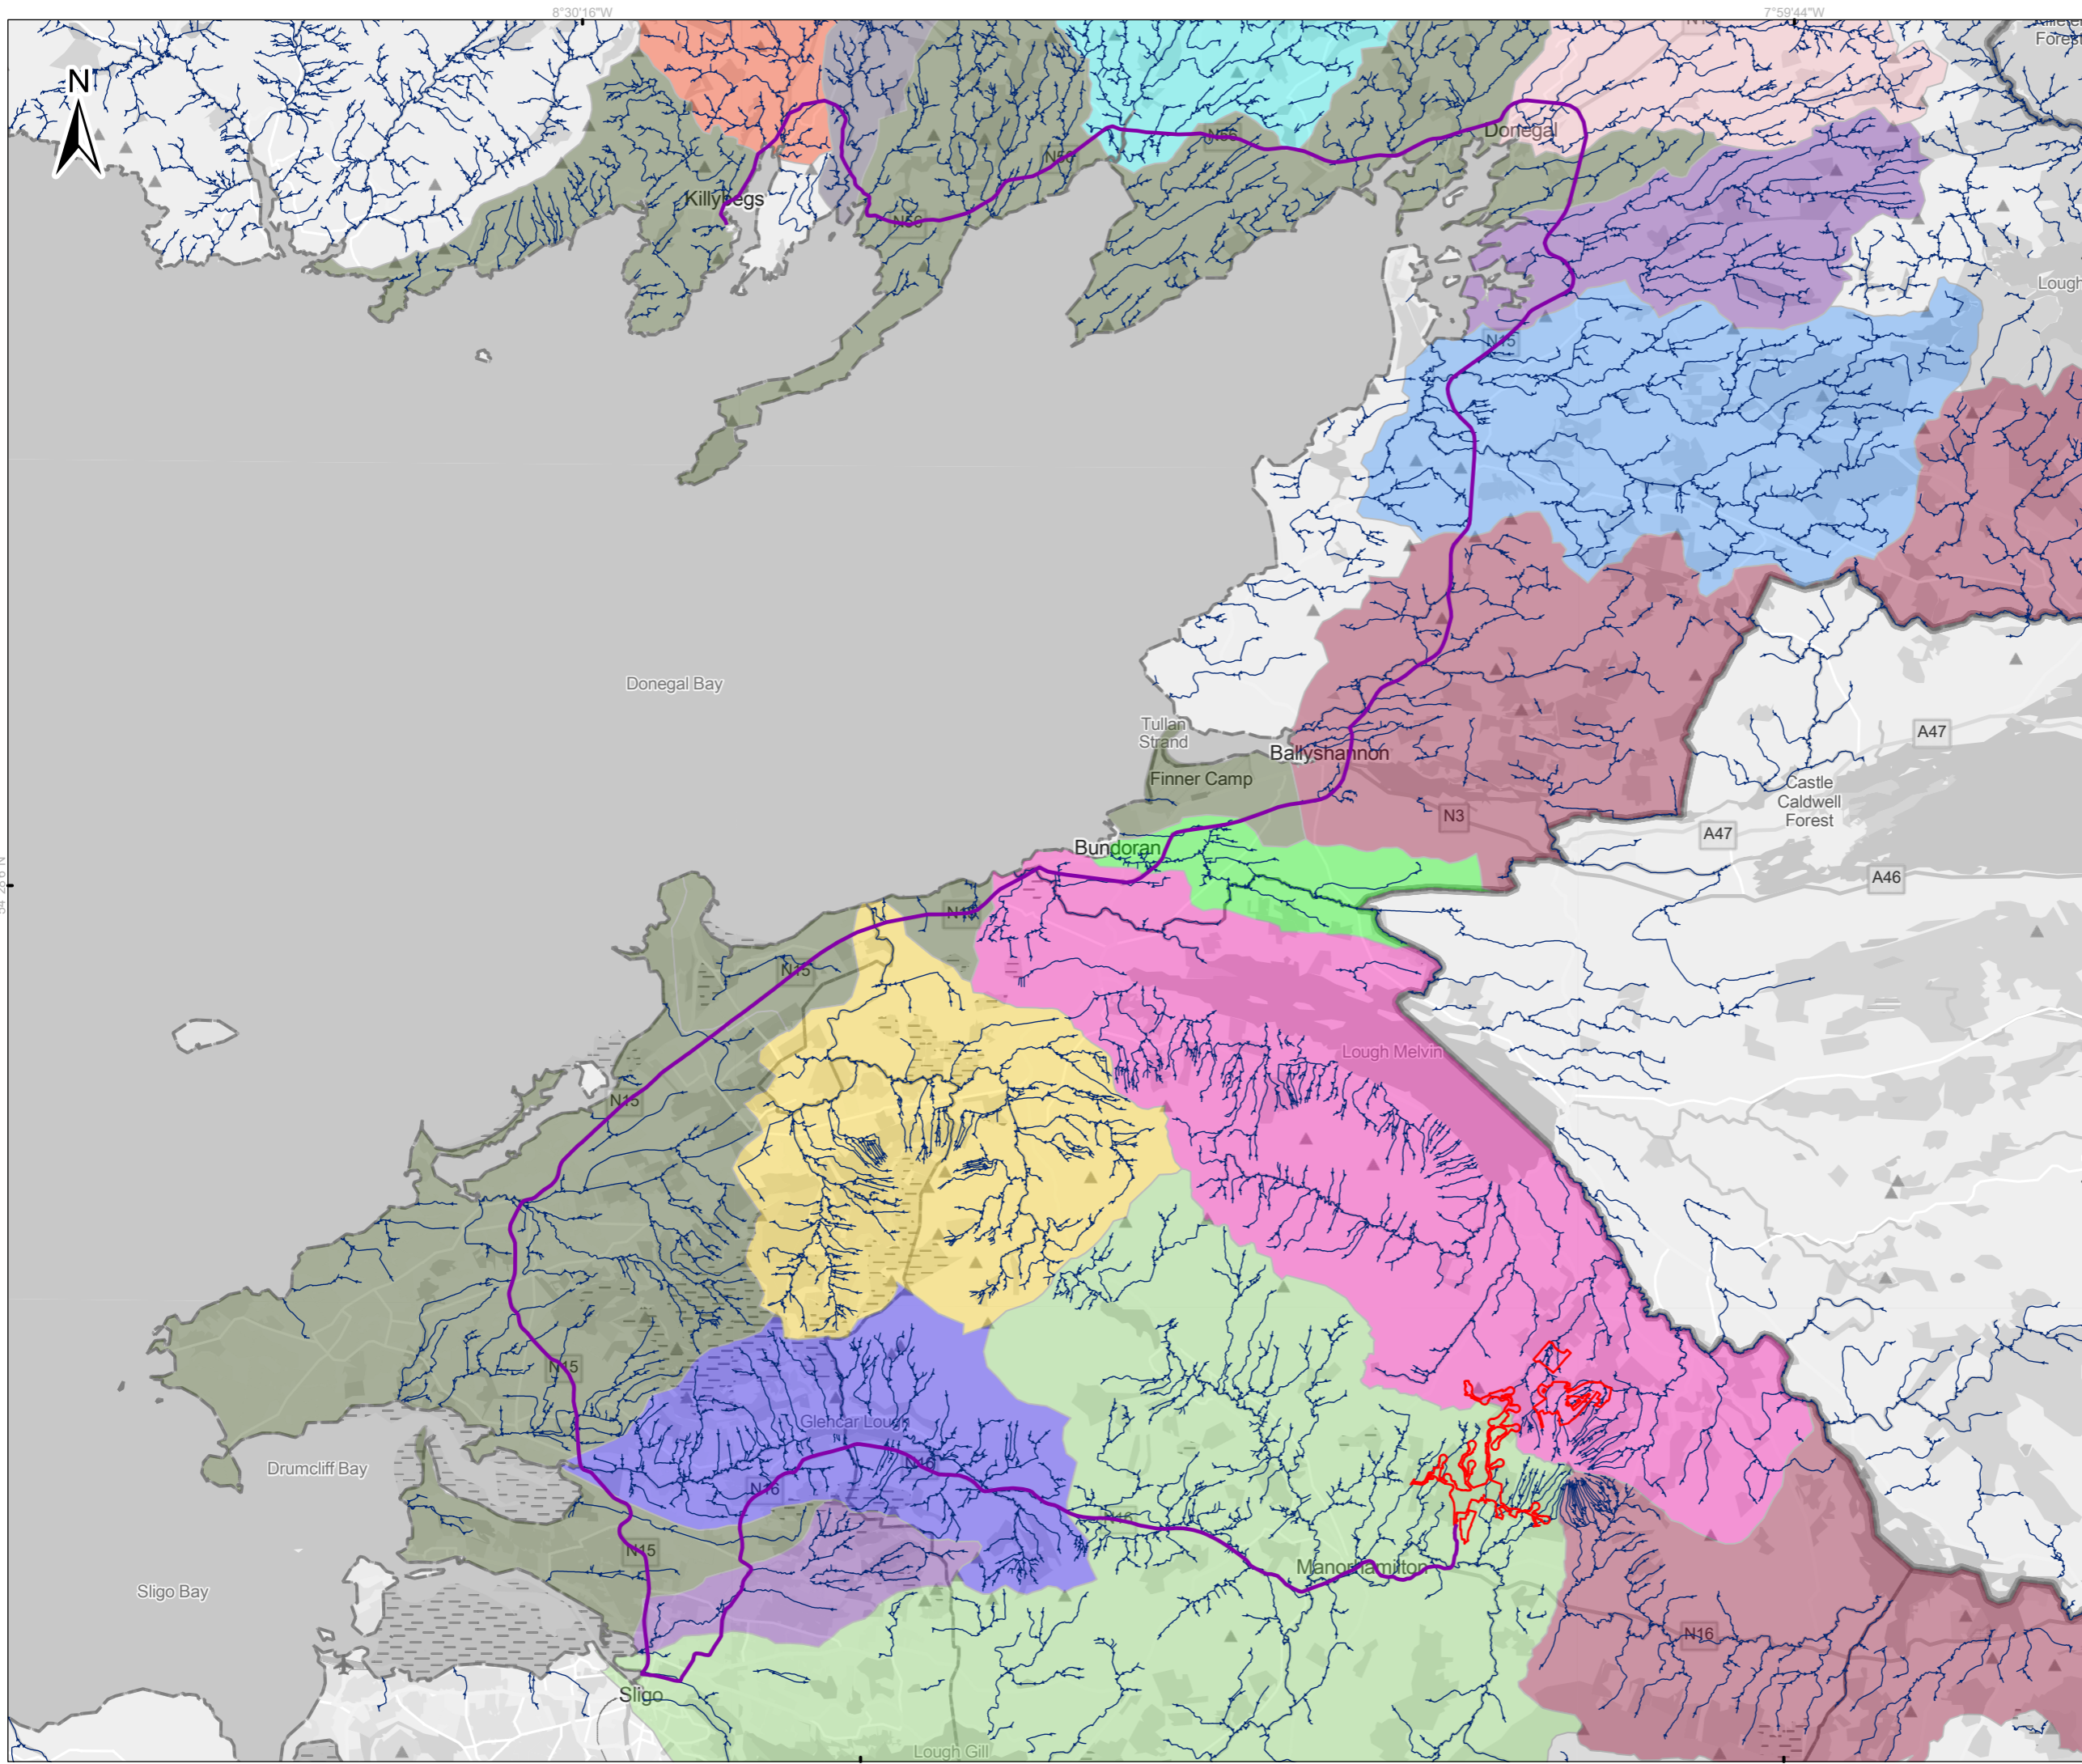 8°30'16"W
7°59'44"W
Forest
N
N56
Donegal
N56
Killybegs
N56
Lough
N15
Donegal Bay
Tullan
Strand
A47
Ballyshannon
Finner Camp
Castle
Caldwell
Forest
N3
A47
Bundoran
A46
N15
N15
Lough Melvin
N15
N15
Glencar Lough
N16
Drumcliff Bay
N16
N16
N15
Manorhamilton
Sligo Bay
N16
Sligo
Lough Gill